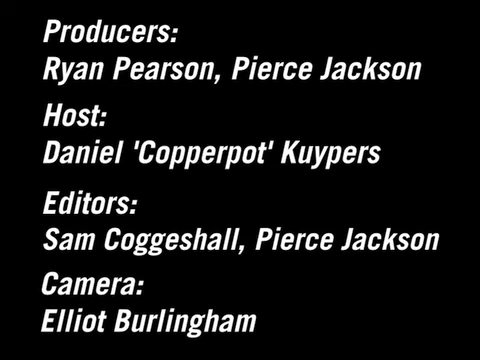 Producers:
Ryan Pearson, Pierce Jackson
Host:
Daniel 'Copperpot' Kuypers
Editors:
Sam Coggeshall, Pierce Jackson
Camera:
Elliot Burlingham